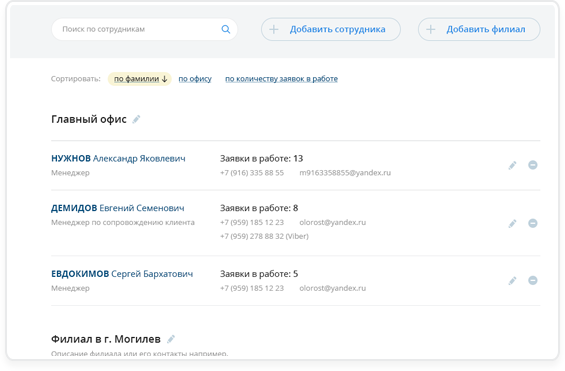 Поиск по сотрудникам
Добавить сотрудника
Добавить филиал
Сортировать: по фамилии ↓ по офису по количеству заявок в работе
Главный офис
НУЖНОВ Александр Яковлевич
Менеджер
Заявки в работе: 13
+7 (916) 335 88 55 m9163358855@yandex.ru
ДЕМИДОВ Евгений Семенович
Менеджер по сопровождению клиента
Заявки в работе: 8
+7 (959) 185 12 23 olorost@yandex.ru
+7 (959) 278 88 32 (Viber)
ЕВДОКИМОВ Сергей Бархатович
Менеджер
Заявки в работе: 5
+7 (959) 185 12 23 olorost@yandex.ru
Филиал в г. Могилев
Описание филиала или его контакты например.